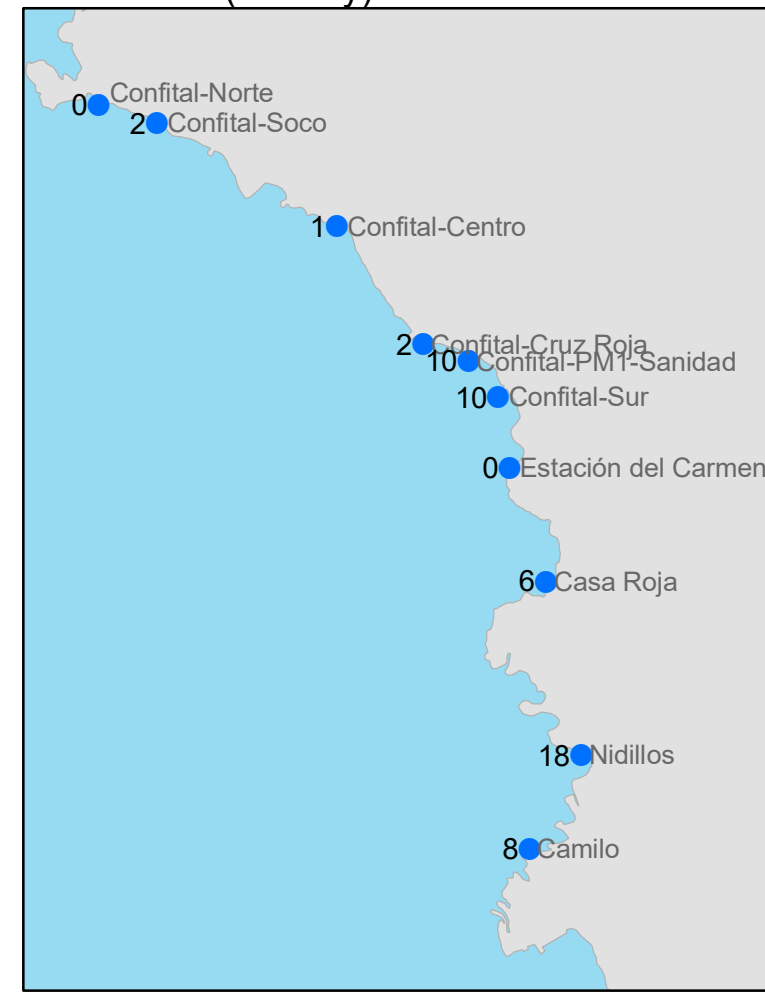 0 Confital-Norte
2 Confital-Soco
1 Confital-Centro
2 Confital-Cruz Roja
10 Confital-PM1-Sanidad
10 Confital-Sur
0 Estación del Carmen
6 Casa Roja
18 Nidillos
8 Camilo